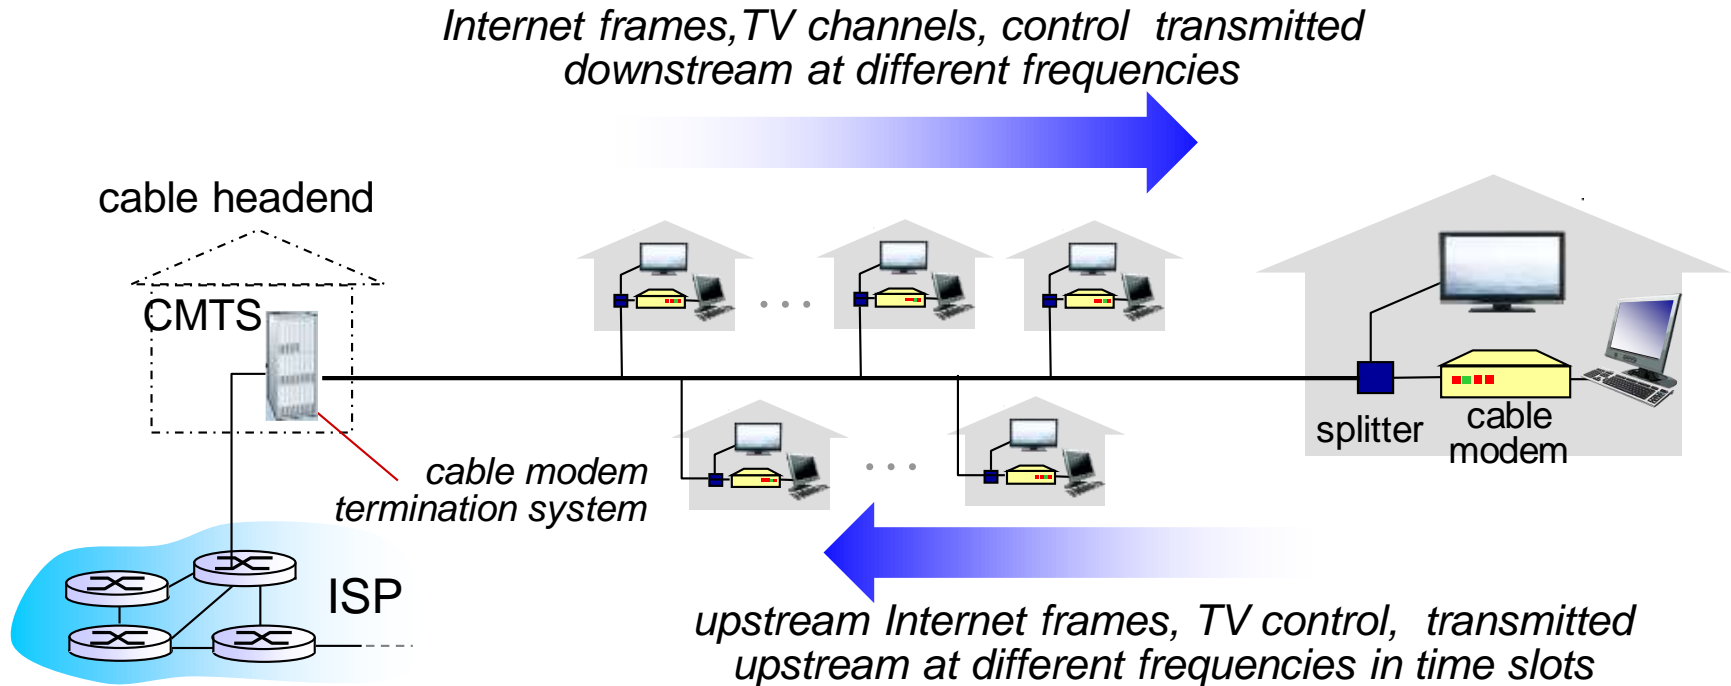 Internet frames,TV channels, control transmitted
downstream at different frequencies
cable headend
CMTS
splitter
cable
modem
cable modem
termination system
ISP
upstream Internet frames, TV control, transmitted
upstream at different frequencies in time slots